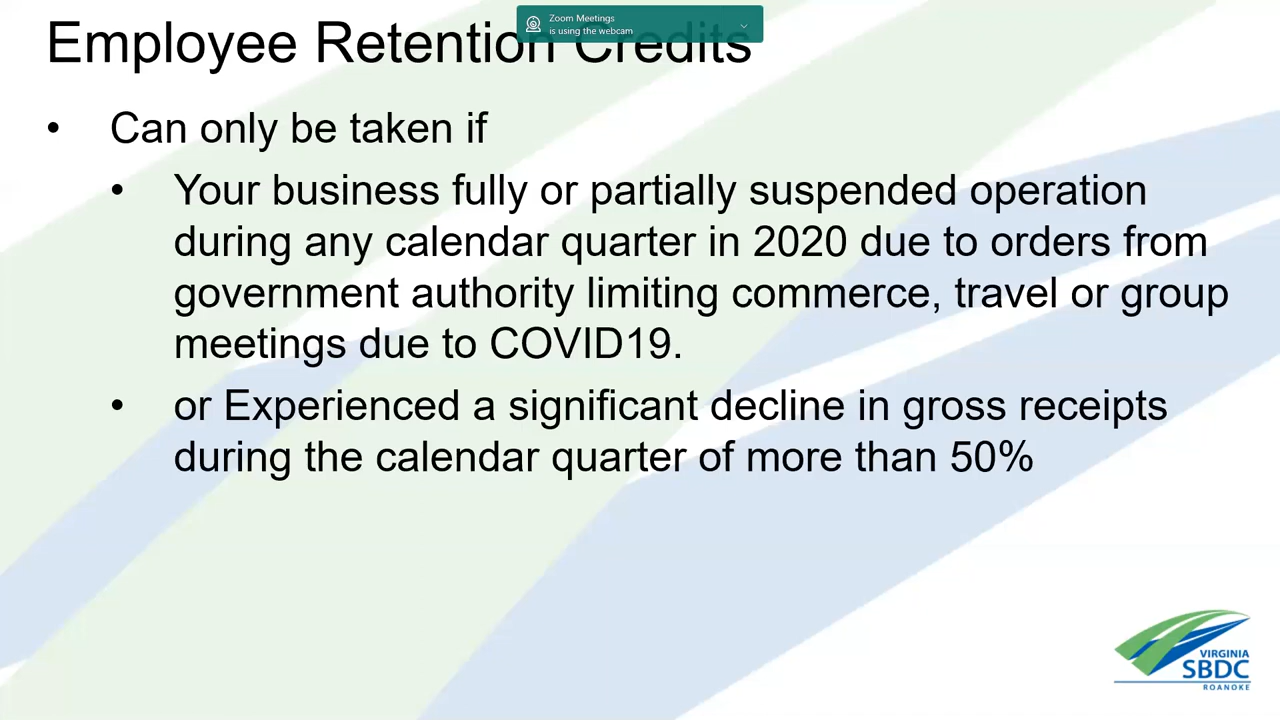 Zoom Meetings
is using the webcam
Employee Retention Credits
• Can only be taken if
• Your business fully or partially suspended operation
during any calendar quarter in 2020 due to orders from
government authority limiting commerce, travel or group
meetings due to COVID19.
• or Experienced a significant decline in gross receipts
during the calendar quarter of more than 50%
VIRGINIA
SBDC
ROANOKE